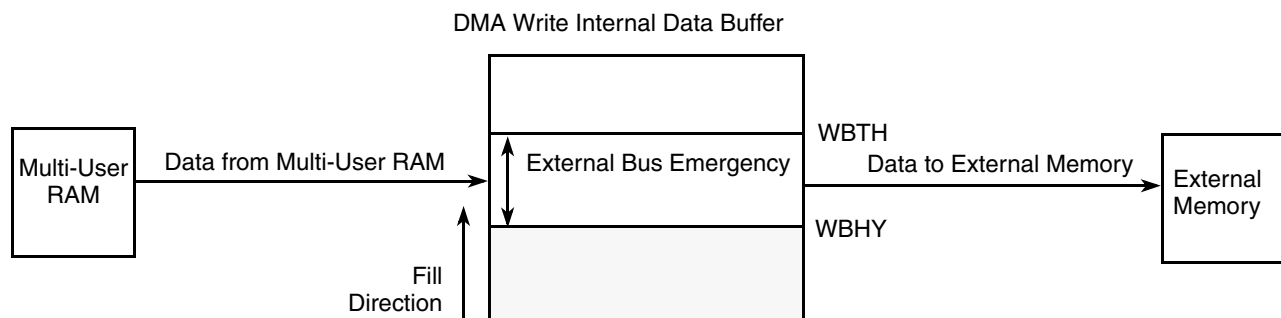 DMA Write Internal Data Buffer
WBTH
Multi-User
RAM
Data from Multi-User RAM
External Bus Emergency
Data to External Memory
External
Memory
WBHY
Fill
Direction